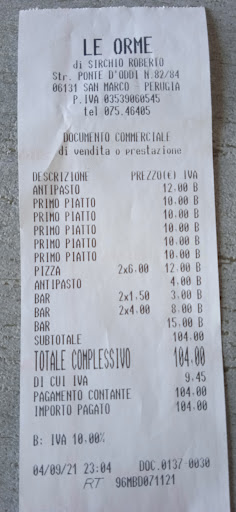 LE ORME
di SIRCHIO ROBERTO
Str. PONTE D'ODDI N.82/84
06131 SAN MARCO - PERUGIA
P.IVA 03539060545
tel 075.46405
DOCUMENTO COMMERCIALE
di vendita o prestazione
DESCRIZIONE PREZZO(€) IVA
ANTIPASTO 12.00 B
PRIMO PIATTO 10.00 B
PRIMO PIATTO 10.00 B
PRIMO PIATTO 10.00 B
PRIMO PIATTO 10.00 B
PRIMO PIATTO 10.00 B
PIZZA 2x6.00 12.00 B
ANTIPASTO 4.00 B
BAR 2x1.50 3.00 B
BAR 2x4.00 8.00 B
BAR 15.00 B
SUBTOTALE 104.00
TOTALE COMPLESSIVO 104.00
DI CUI IVA 9.45
PAGAMENTO CONTANTE 104.00
IMPORTO PAGATO 104.00
B: IVA 10.00%
04/09/21 23:04 DOC.0137-0030
RT 96MBD071121